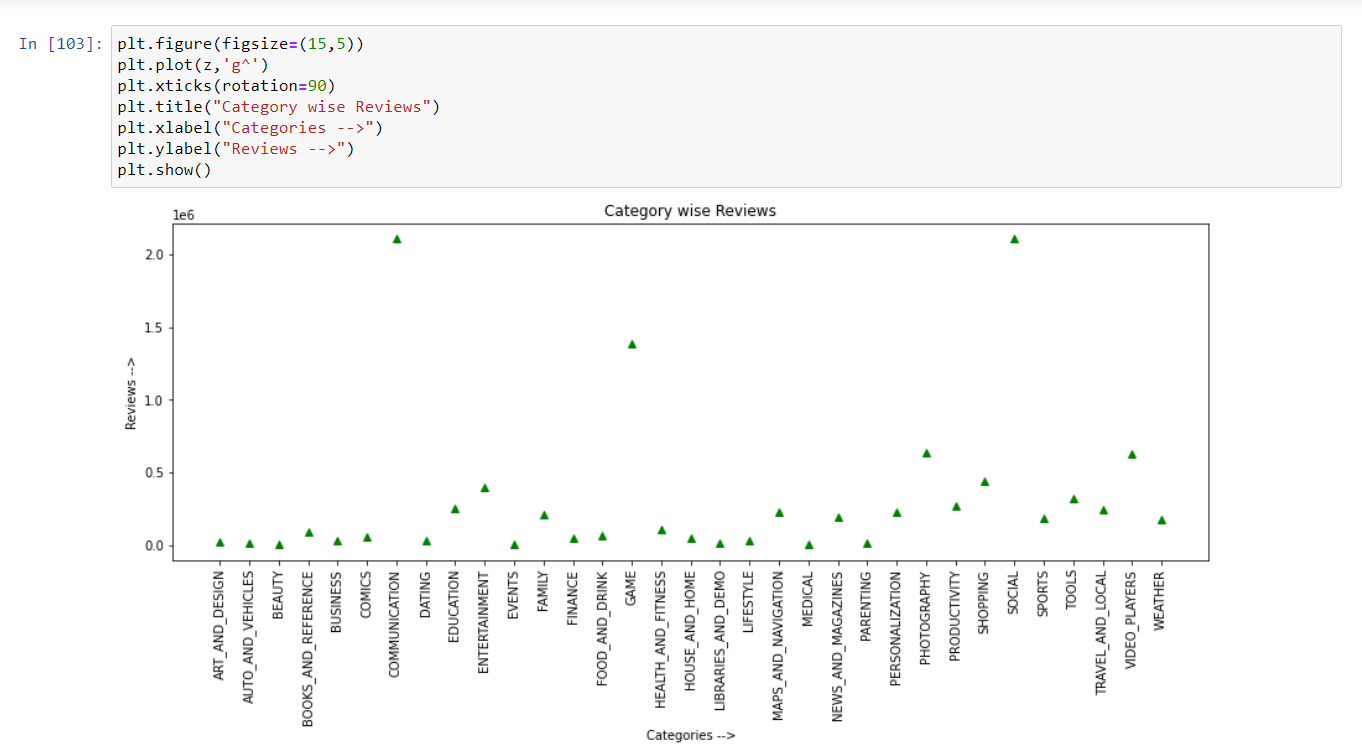 In [103]: plt.figure(figsize=(15,5))
plt.plot(z,'g^')
plt.xticks(rotation=90)
plt.title("Category wise Reviews")
plt.xlabel("Categories -->")
plt.ylabel("Reviews -->")
plt.show()
Category wise Reviews
1e6
2.0
1.5
1.0
0.5
0.0
Reviews -->
ART_AND_DESIGN
AUTO_AND_VEHICLES
BEAUTY
BOOKS_AND_REFERENCE
BUSINESS
COMICS
COMMUNICATION
DATING
EDUCATION
ENTERTAINMENT
EVENTS
FAMILY
FINANCE
FOOD_AND_DRINK
GAME
HEALTH_AND_FITNESS
HOUSE_AND_HOME
LIBRARIES_AND_DEMO
LIFESTYLE
MAPS_AND_NAVIGATION
MEDICAL
NEWS_AND_MAGAZINES
PARENTING
PERSONALIZATION
PHOTOGRAPHY
PRODUCTIVITY
SHOPPING
SOCIAL
SPORTS
TOOLS
TRAVEL_AND_LOCAL
VIDEO_PLAYERS
WEATHER
Categories -->